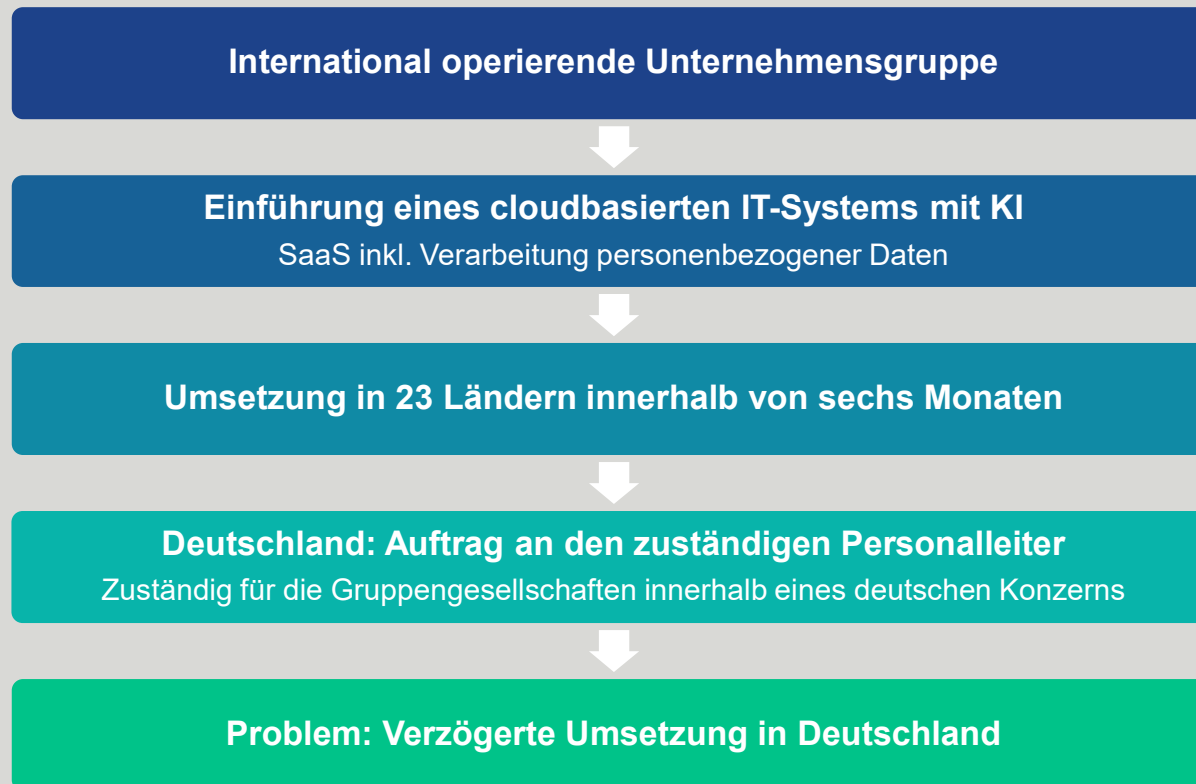 International operierende Unternehmensgruppe
Einführung eines cloudbasierten IT-Systems mit KI
SaaS inkl. Verarbeitung personenbezogener Daten
Umsetzung in 23 Ländern innerhalb von sechs Monaten
Deutschland: Auftrag an den zuständigen Personalleiter
Zuständig für die Gruppengesellschaften innerhalb eines deutschen Konzerns
Problem: Verzögerte Umsetzung in Deutschland